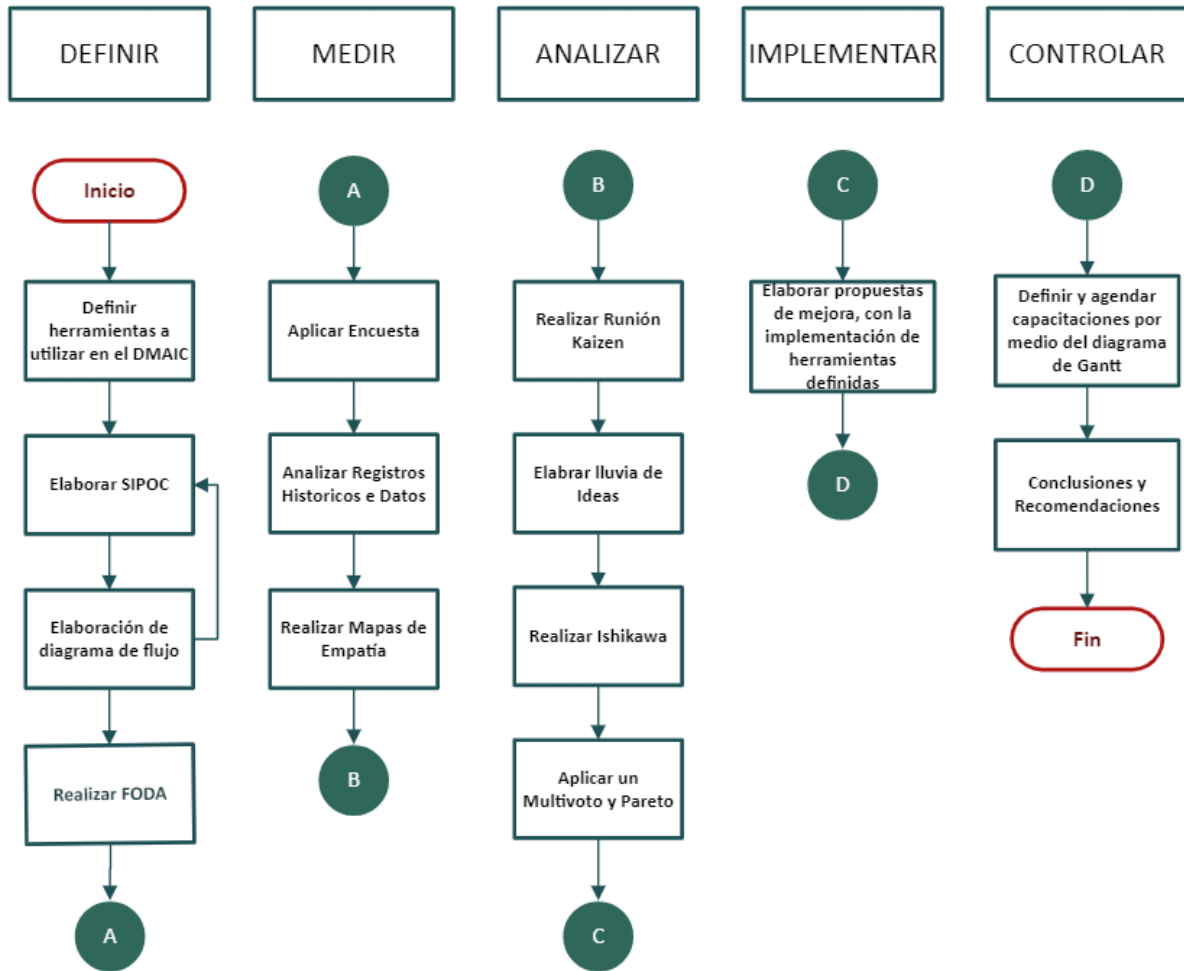 DEFINIR
MEDIR
ANALIZAR
IMPLEMENTAR
CONTROLAR
Inicio
Definir
herramientas a
utilizar en el DMAIC
Elaborar SIPOC
Elaboración de
diagrama de flujo
Realizar FODA
A
A
Aplicar Encuesta
Analizar Registros
Historicos e Datos
Realizar Mapas de
Empatía
B
B
Realizar Runión
Kaizen
Elabrar lluvia de
Ideas
Realizar Ishikawa
Aplicar un
Multivoto y Pareto
C
C
Elaborar propuestas
de mejora, con la
implementación de
herramientas
definidas
D
D
Definir y agendar
capacitaciones por
medio del diagrama
de Gantt
Conclusiones y
Recomendaciones
Fin